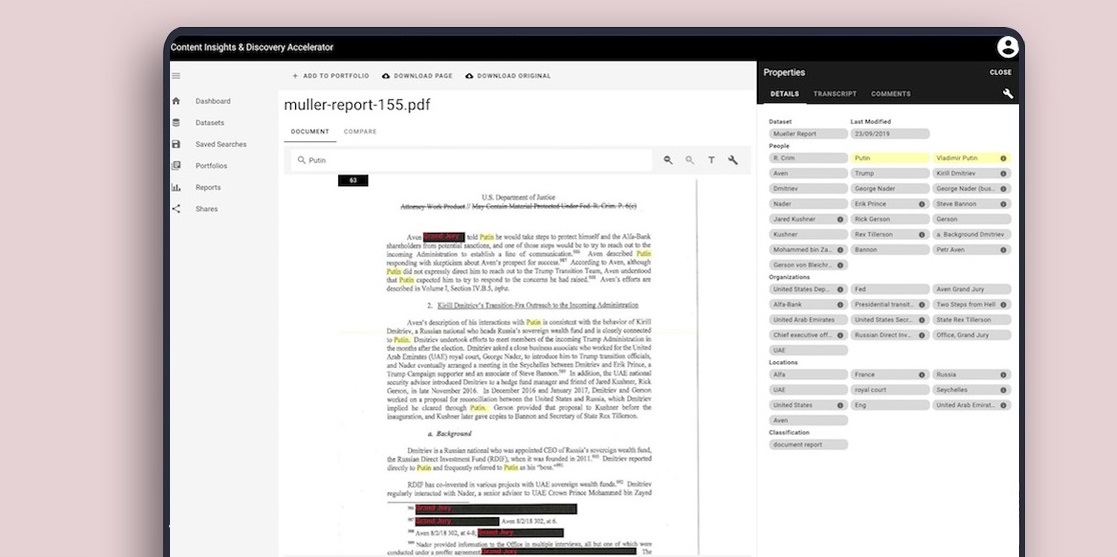 Content Insights & Discovery Accelerator
+ ADD TO PORTFOLIO DOWNLOAD PAGE DOWNLOAD ORIGINAL
Dashboard
Datasets
Saved Searches
Portfolios
Reports
Shares
muller-report-155.pdf
DOCUMENT COMPARE
Putin T
63
U.S. Department of Justice
Attorney Work Product // May Contain Material Protected Under Fed. R. Crim. P. 6(e)
Aven Grand Jury told Putin he would take steps to protect himself and the Alfa-Bank
shareholders from potential sanctions, and one of those steps would be to try to reach out to the
incoming Administration to establish a line of communication.986 Aven described Putin
responding with skepticism about Aven's prospect for success.987 According to Aven, although
Putin did not expressly direct him to reach out to the Trump Transition Team, Aven understood
that Putin expected him to try to respond to the concerns he had raised.988 Aven's efforts are
described in Volume I, Section IV.B.5, infra.
2. Kirill Dmitriev's Transition-Era Outreach to the Incoming Administration
Aven's description of his interactions with Putin is consistent with the behavior of Kirill
Dmitriev, a Russian national who heads Russia's sovereign wealth fund and is closely connected
to Putin. Dmitriev undertook efforts to meet members of the incoming Trump Administration in
the months after the election. Dmitriev asked a close business associate who worked for the United
Arab Emirates (UAE) royal court, George Nader, to introduce him to Trump transition officials,
and Nader eventually arranged a meeting in the Seychelles between Dmitriev and Erik Prince, a
Trump Campaign supporter and an associate of Steve Bannon.989 In addition, the UAE national
security advisor introduced Dmitriev to a hedge fund manager and friend of Jared Kushner, Rick
Gerson, in late November 2016. In December 2016 and January 2017, Dmitriev and Gerson
worked on a proposal for reconciliation between the United States and Russia, which Dmitriev
implied he cleared through Putin. Gerson provided that proposal to Kushner before the
inauguration, and Kushner later gave copies to Bannon and Secretary of State Rex Tillerson.
a. Background
Dmitriev is a Russian national who was appointed CEO of Russia's sovereign wealth fund,
the Russian Direct Investment Fund (RDIF), when it was founded in 2011.990 Dmitriev reported
directly to Putin and frequently referred to Putin as his "boss."991
RDIF has co-invested in various projects with UAE sovereign wealth funds.992 Dmitriev
regularly interacted with Nader, a senior advisor to UAE Crown Prince Mohammed bin Zayed
986 Grand Jury
987 Grand Jury Aven 8/2/18 302, at 6.
988 Aven 8/2/18 302, at 6-8; Grand Jury
989 Nader provided information to the Office in multiple interviews, all but one of which were
conducted under a proffer agreement Grand Jury The
Properties CLOSE
DETAILS TRANSCRIPT COMMENTS
Dataset Last Modified
Mueller Report 23/09/2019
People
R. Crim Putin Vladimir Putin
Aven Trump Kirill Dmitriev
Dmitriev George Nader George Nader (bus...
Nader Erik Prince Steve Bannon
Jared Kushner Rick Gerson Gerson
Kushner Rex Tillerson a. Background Dmitriev
Mohammed bin Za... Bannon Petr Aven
Gerson von Bleichr...
Organizations
United States Dep... Fed Aven Grand Jury
Alfa-Bank Presidential transit... Two Steps from Hell
United Arab Emirates United States Secr... State Rex Tillerson
Chief executive off... Russian Direct Inv... Office, Grand Jury
UAE
Locations
Alfa France Russia
UAE royal court Seychelles
United States Eng United Arab Emirat...
Aven
Classification
document report